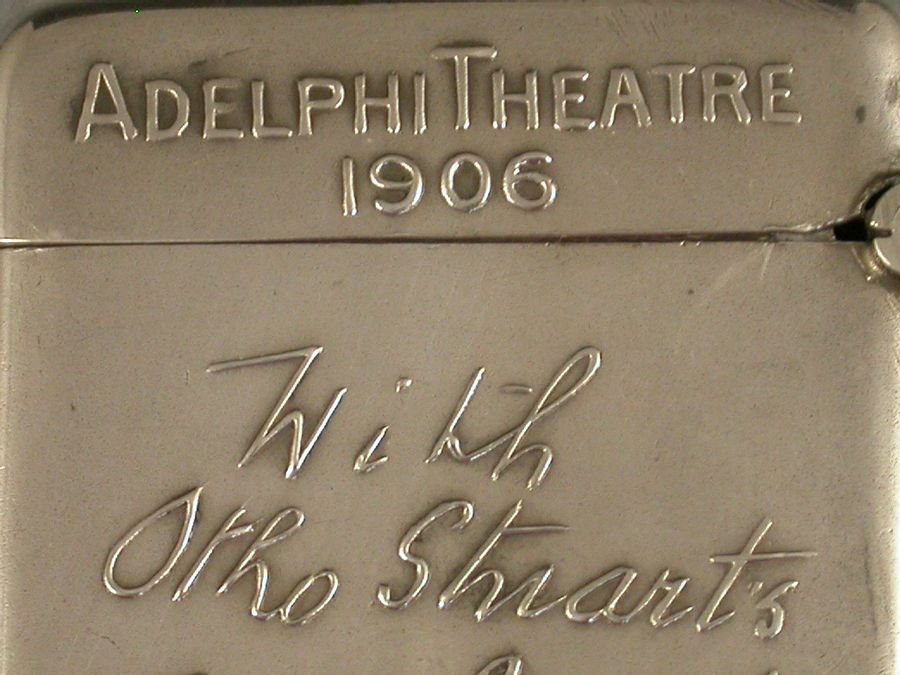 ADELPHI THEATRE
1906
With
Otho Stuart's